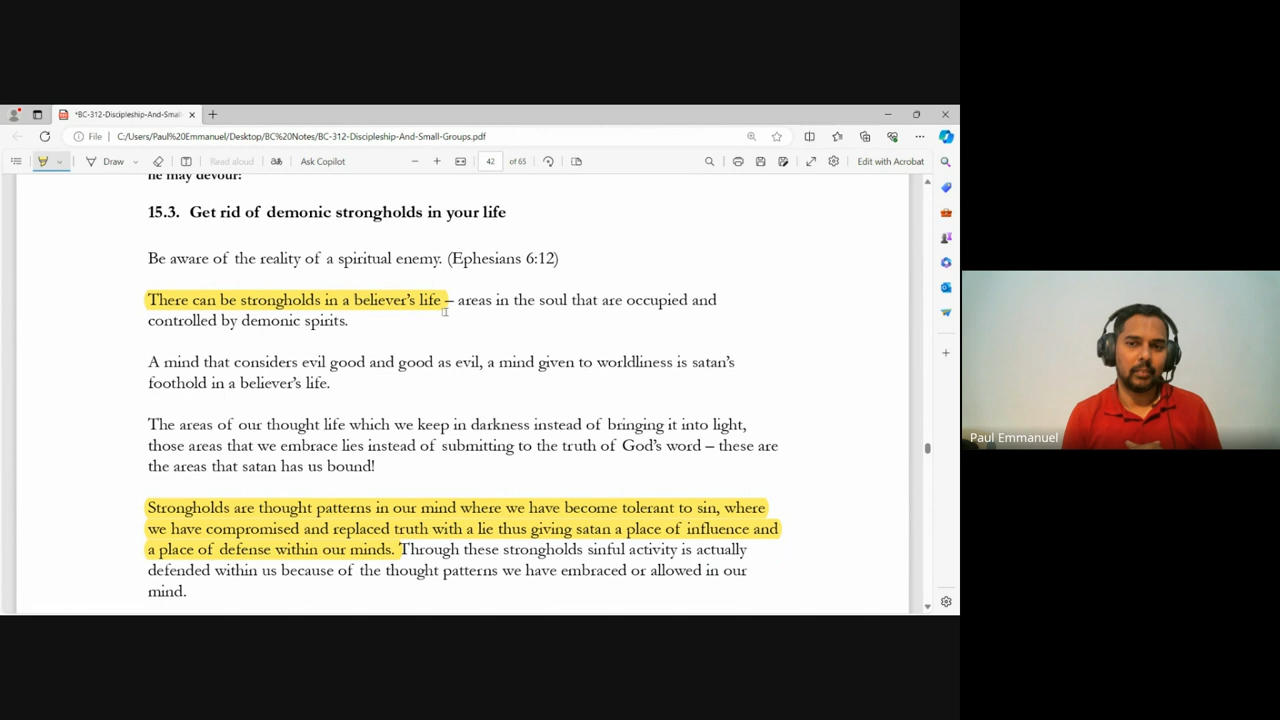 *BC-312-Discipleship-And-Smal
File
C:/Users/Paul%20Emmanuel/Desktop/BC%20Notes/BC-312-Discipleship-And-Small-Groups.pdf
Draw
Read aloud
Ask Copilot
42
of 65
Edit with Acrobat
he may devour:
15.3. Get rid of demonic strongholds in your life
Be aware of the reality of a spiritual enemy. (Ephesians 6:12)
There can be strongholds in a believer’s life – areas in the soul that are occupied and
controlled by demonic spirits.
A mind that considers evil good and good as evil, a mind given to worldliness is satan’s
foothold in a believer’s life.
The areas of our thought life which we keep in darkness instead of bringing it into light,
those areas that we embrace lies instead of submitting to the truth of God’s word – these are
the areas that satan has us bound!
Strongholds are thought patterns in our mind where we have become tolerant to sin, where
we have compromised and replaced truth with a lie thus giving satan a place of influence and
a place of defense within our minds. Through these strongholds sinful activity is actually
defended within us because of the thought patterns we have embraced or allowed in our
mind.
Paul Emmanuel